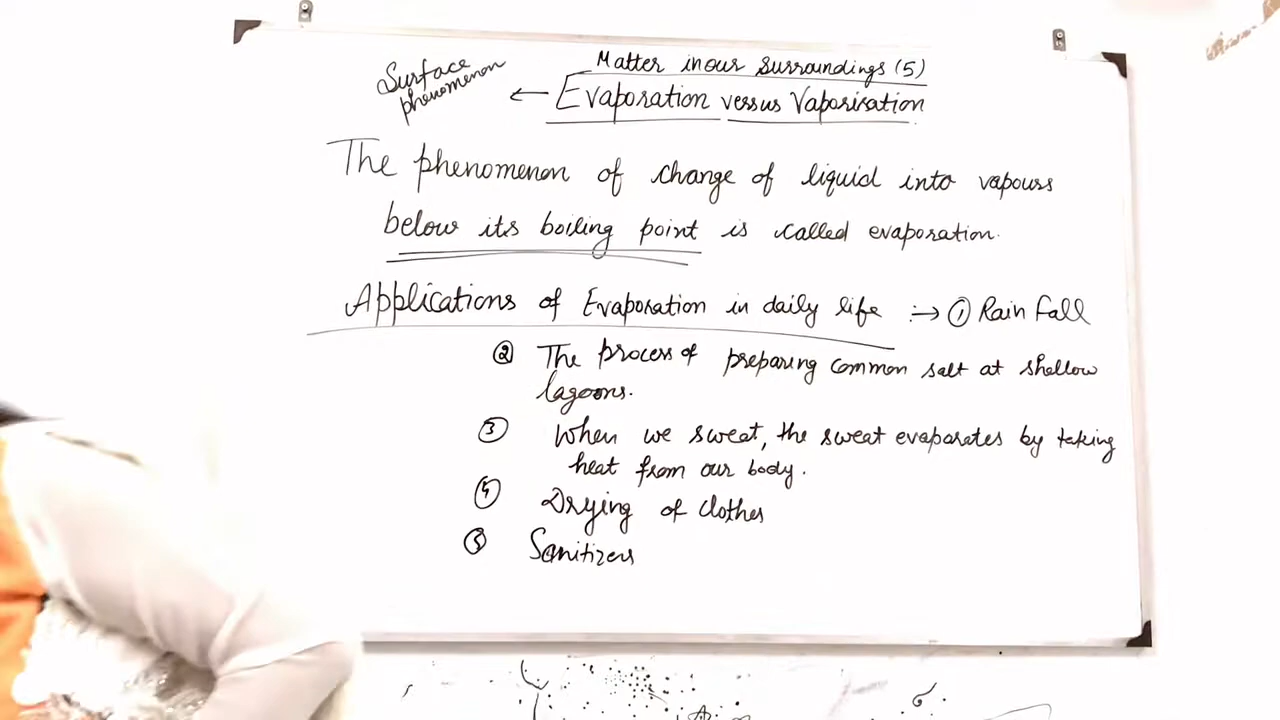 Matter in our Surroundings (5)
Surface
phenomenon
← Evaporation versus Vaporisation
The phenomenon of change of liquid into vapours
below its boiling point is called evaporation.
Applications of Evaporation in daily life :→ ① Rain Fall
② The process of preparing common salt at shellow
lagoons.
③ When we sweat, the sweat evaporates by taking
heat from our body.
④ Drying of clothes
⑤ Sanitizers